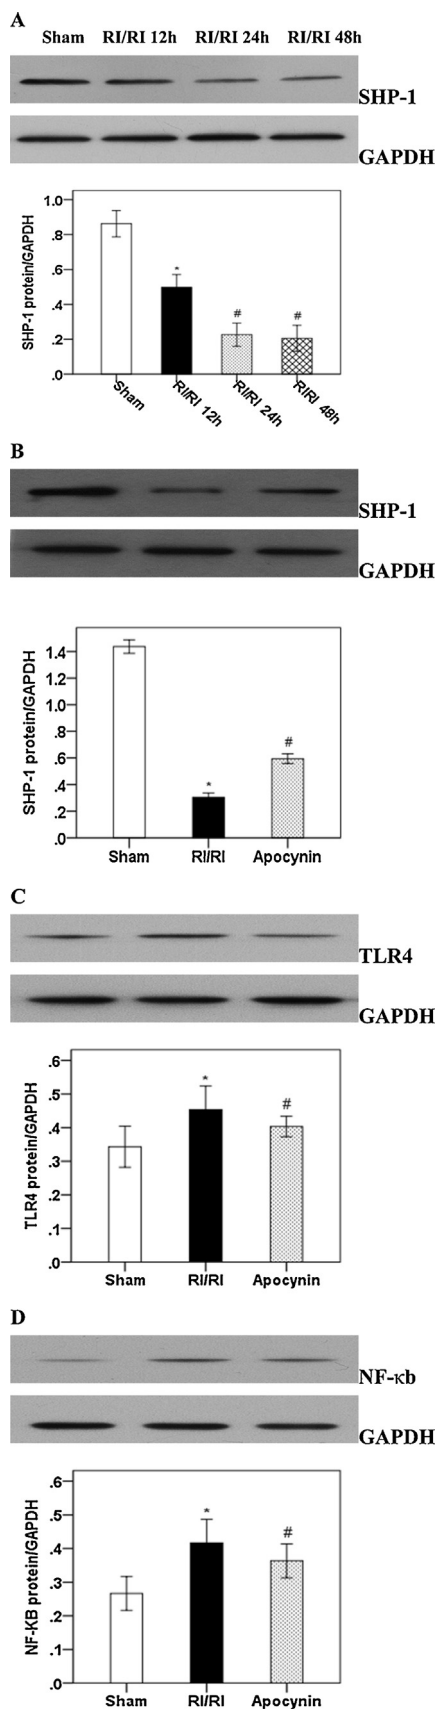 A
Sham RI/RI 12h RI/RI 24h RI/RI 48h
SHP-1
GAPDH
SHP-1 protein/GAPDH
1.0
.8
.6
.4
.2
.0
*
#
#
Sham
RI/RI 12h
RI/RI 24h
RI/RI 48h
B
SHP-1
GAPDH
SHP-1 protein/GAPDH
1.4
1.2
1.0
.8
.6
.4
.2
.0
*
#
Sham RI/RI Apocynin
C
TLR4
GAPDH
TLR4 protein/GAPDH
.6
.5
.4
.3
.2
.1
.0
*
#
Sham RI/RI Apocynin
D
NF-κb
GAPDH
NF-KB protein/GAPDH
.6
.5
.4
.3
.2
.1
.0
*
#
Sham RI/RI Apocynin